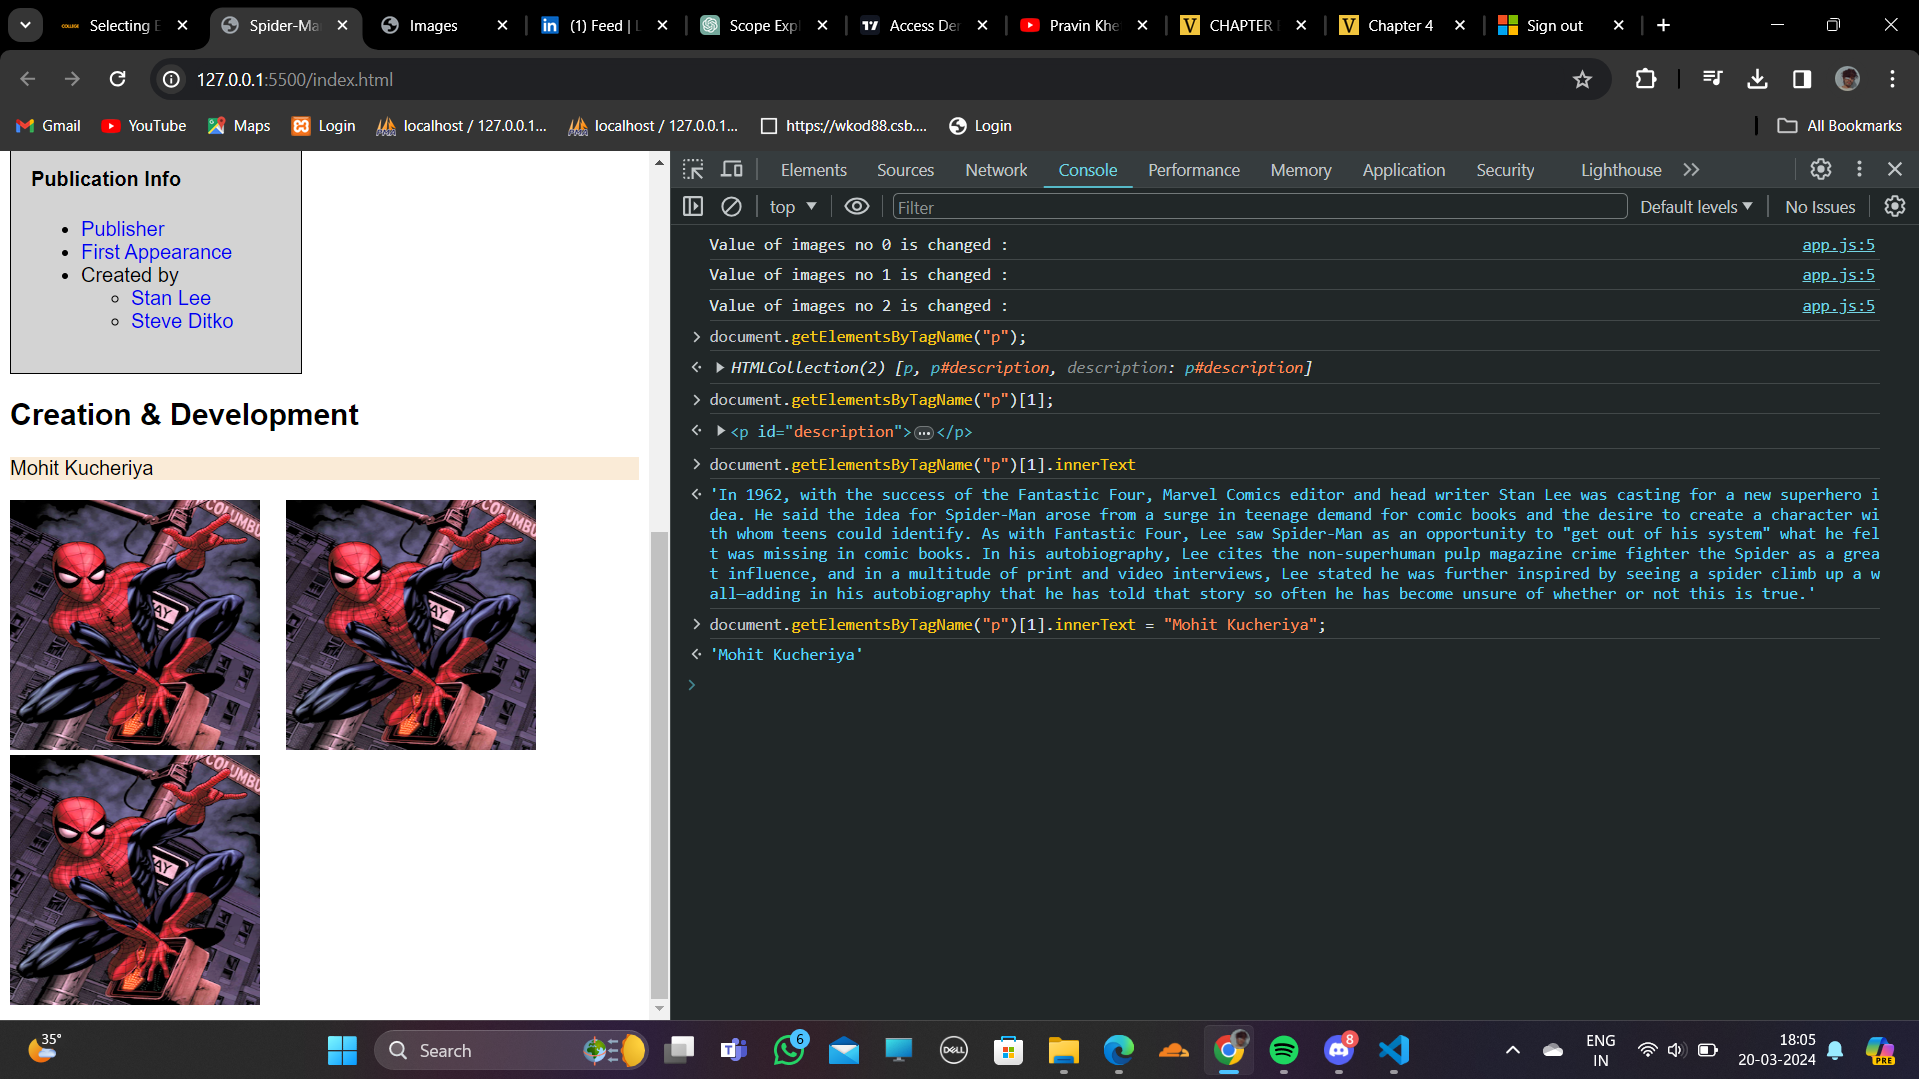 Selecting E
Spider-Ma
Images
(1) Feed | L
Scope Expl
Access Den
Pravin Khe
CHAPTER
Chapter 4
Sign out
127.0.0.1:5500/index.html
Gmail
YouTube
Maps
Login
localhost / 127.0.0.1...
localhost / 127.0.0.1...
https://wkod88.csb....
Login
All Bookmarks
Publication Info
Publisher
First Appearance
Created by
Stan Lee
Steve Ditko
Creation & Development
Mohit Kucheriya
Elements
Sources
Network
Console
Performance
Memory
Application
Security
Lighthouse
top
Filter
Default levels
No Issues
Value of images no 0 is changed : app.js:5
Value of images no 1 is changed : app.js:5
Value of images no 2 is changed : app.js:5
document.getElementsByTagName("p");
HTMLCollection(2) [p, p#description, description: p#description]
document.getElementsByTagName("p")[1];
<p id="description">…</p>
document.getElementsByTagName("p")[1].innerText
'In 1962, with the success of the Fantastic Four, Marvel Comics editor and head writer Stan Lee was casting for a new superhero i
dea. He said the idea for Spider-Man arose from a surge in teenage demand for comic books and the desire to create a character wi
th whom teens could identify. As with Fantastic Four, Lee saw Spider-Man as an opportunity to "get out of his system" what he fel
t was missing in comic books. In his autobiography, Lee cites the non-superhuman pulp magazine crime fighter the Spider as a grea
t influence, and in a multitude of print and video interviews, Lee stated he was further inspired by seeing a spider climb up a w
all—adding in his autobiography that he has told that story so often he has become unsure of whether or not this is true.'
document.getElementsByTagName("p")[1].innerText = "Mohit Kucheriya";
'Mohit Kucheriya'
35°
Search
6
DELL
8
ENG
IN
18:05
20-03-2024
PRE